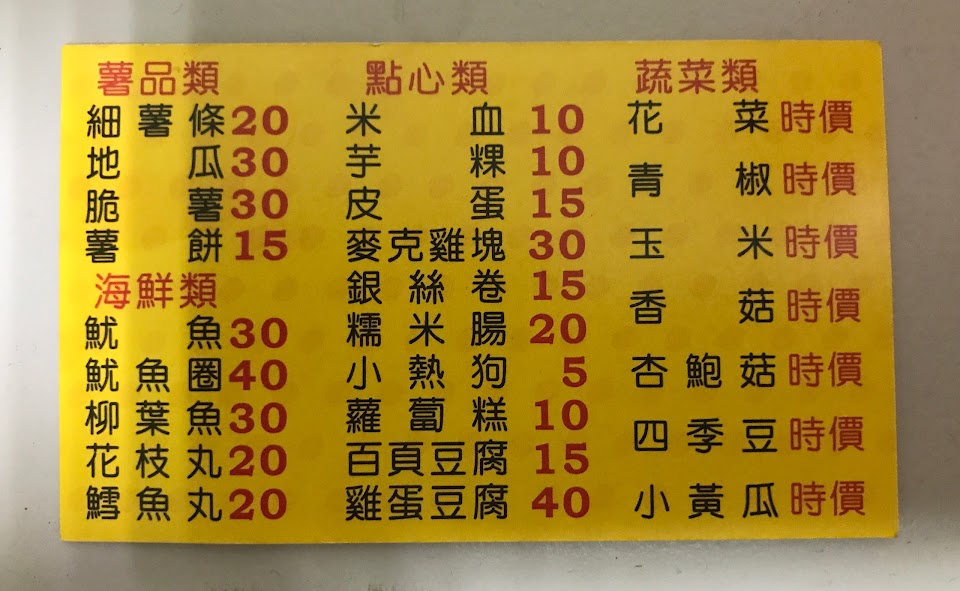 薯品類
細薯條20
地瓜30
脆薯30
薯餅15
海鮮類
魷魚30
魷魚圈40
柳葉魚30
花枝丸20
鱈魚丸20
點心類
米血10
芋粿10
皮蛋15
麥克雞塊30
銀絲卷15
糯米腸20
小熱狗5
蘿蔔糕10
百頁豆腐15
雞蛋豆腐40
蔬菜類
花菜時價
青椒時價
玉米時價
香菇時價
杏鮑菇時價
四季豆時價
小黃瓜時價